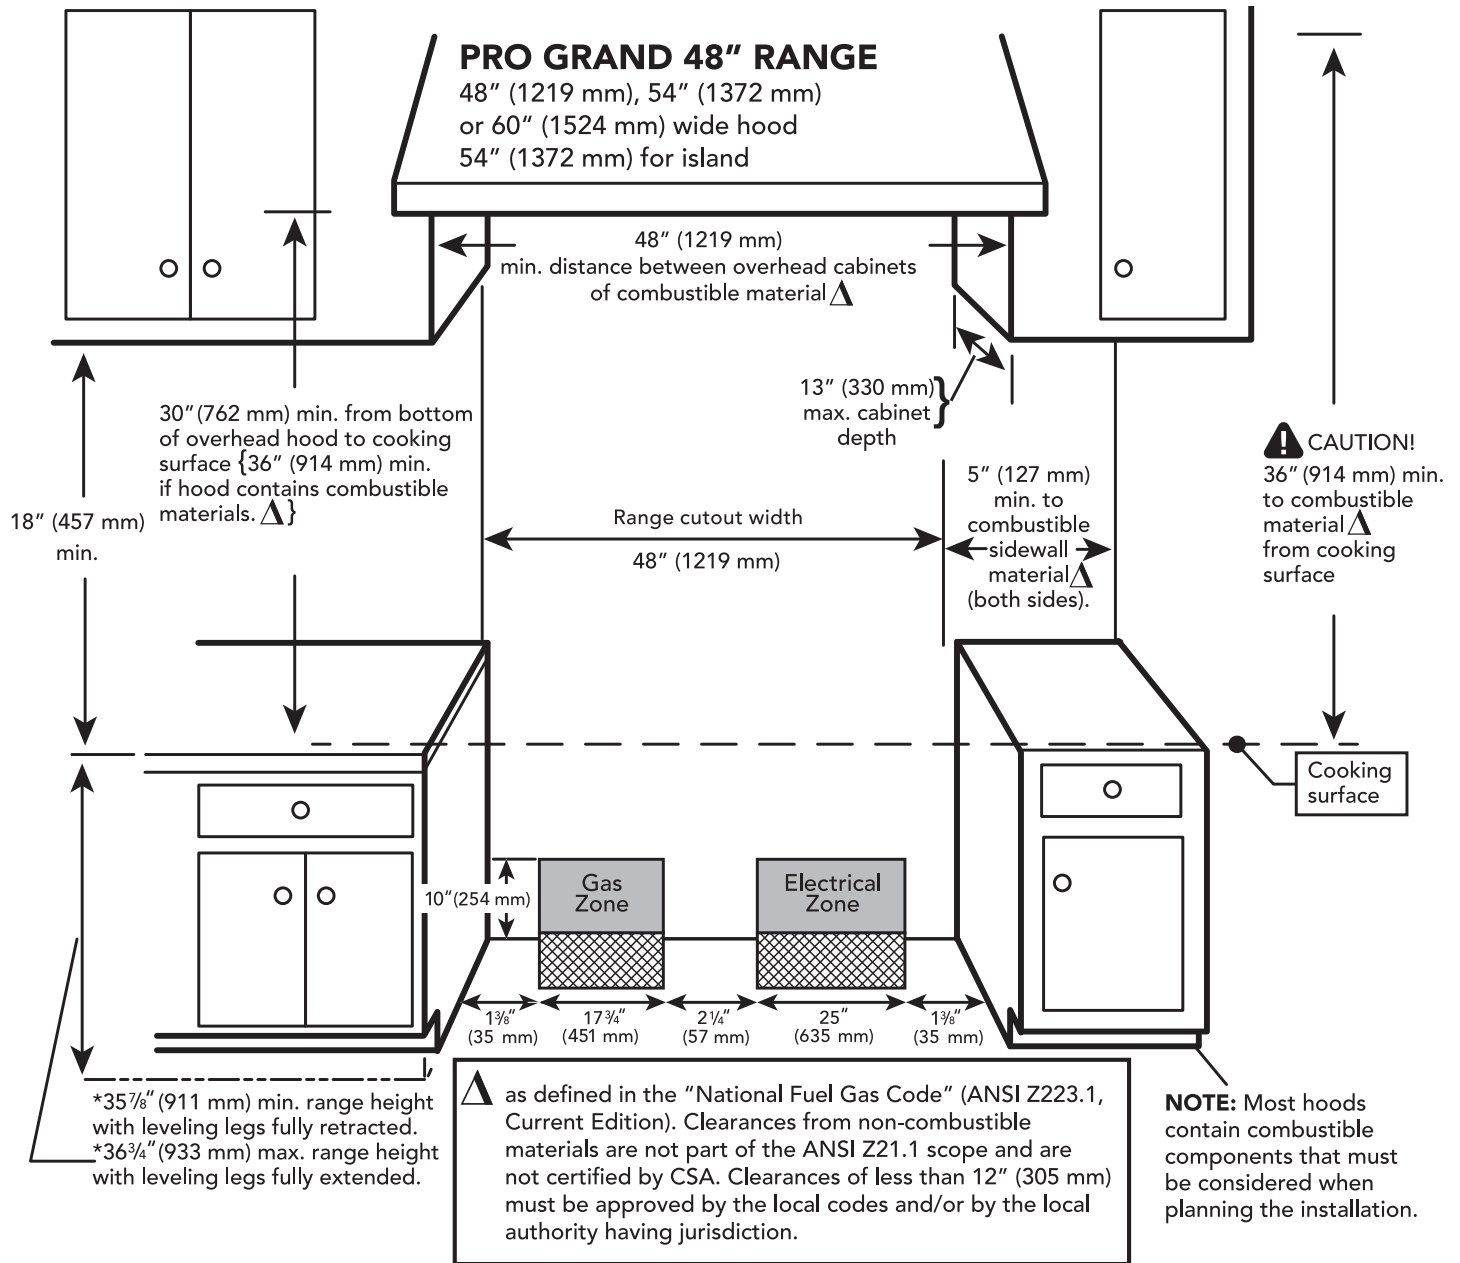 PRO GRAND 48” RANGE
48” (1219 mm), 54” (1372 mm)
or 60“ (1524 mm) wide hood
54” (1372 mm) for island
48” (1219 mm)
min. distance between overhead cabinets
of combustible material Δ
13” (330 mm)
max. cabinet
depth
30”(762 mm) min. from bottom
of overhead hood to cooking
surface {36” (914 mm) min.
if hood contains combustible
materials. Δ}
18” (457 mm)
min.
Range cutout width
48” (1219 mm)
5” (127 mm)
min. to
combustible
sidewall
material Δ
(both sides).
! CAUTION!
36” (914 mm) min.
to combustible
material Δ
from cooking
surface
Cooking
surface
10“(254 mm)
Gas
Zone
Electrical
Zone
1⅜“
(35 mm)
17¾“
(451 mm)
2¼“
(57 mm)
25“
(635 mm)
1⅜“
(35 mm)
*35⅞“ (911 mm) min. range height
with leveling legs fully retracted.
*36¾“ (933 mm) max. range height
with leveling legs fully extended.
Δ as defined in the “National Fuel Gas Code” (ANSI Z223.1,
Current Edition). Clearances from non-combustible
materials are not part of the ANSI Z21.1 scope and are
not certified by CSA. Clearances of less than 12” (305 mm)
must be approved by the local codes and/or by the local
authority having jurisdiction.
NOTE: Most hoods
contain combustible
components that must
be considered when
planning the installation.